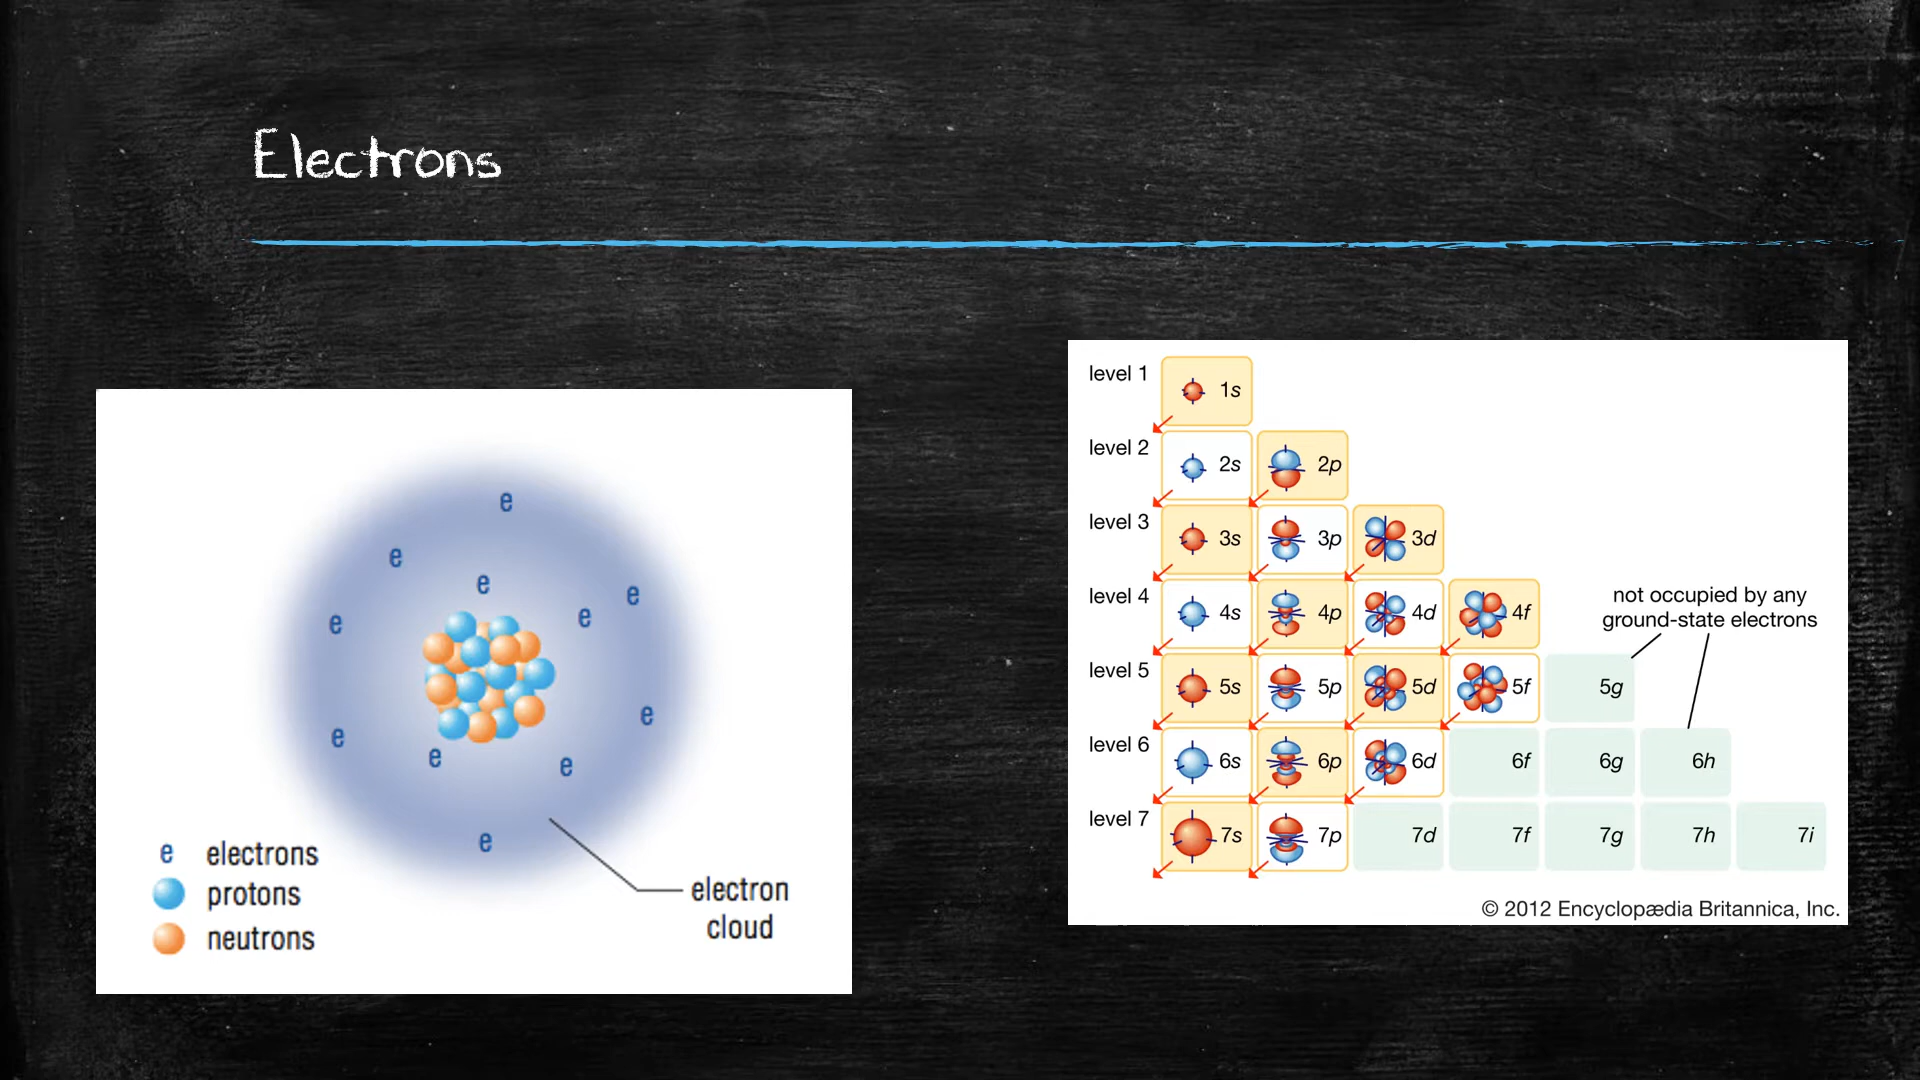 Electrons
e
e
e
e
e
e
e
e
e
e
e
e electrons
protons
neutrons
electron
cloud
level 1 1s
level 2 2s 2p
level 3 3s 3p 3d
level 4 4s 4p 4d 4f
not occupied by any
ground-state electrons
level 5 5s 5p 5d 5f 5g
level 6 6s 6p 6d 6f 6g 6h
level 7 7s 7p 7d 7f 7g 7h 7i
© 2012 Encyclopædia Britannica, Inc.